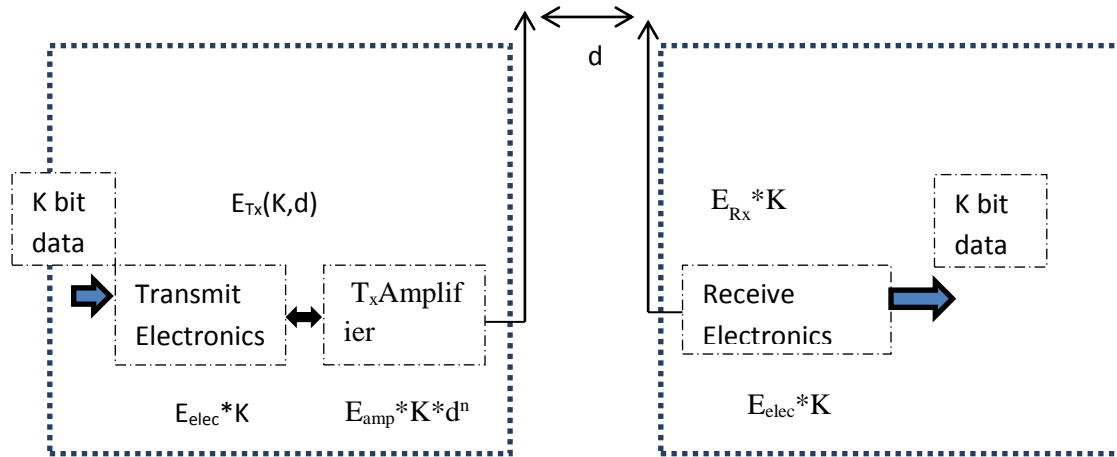 d
K bit
data
E_Tx(K,d)
Transmit
Electronics
T_xAmplif
ier
E_elec*K
E_amp*K*d^n
E_Rx*K
K bit
data
Receive
Electronics
E_elec*K